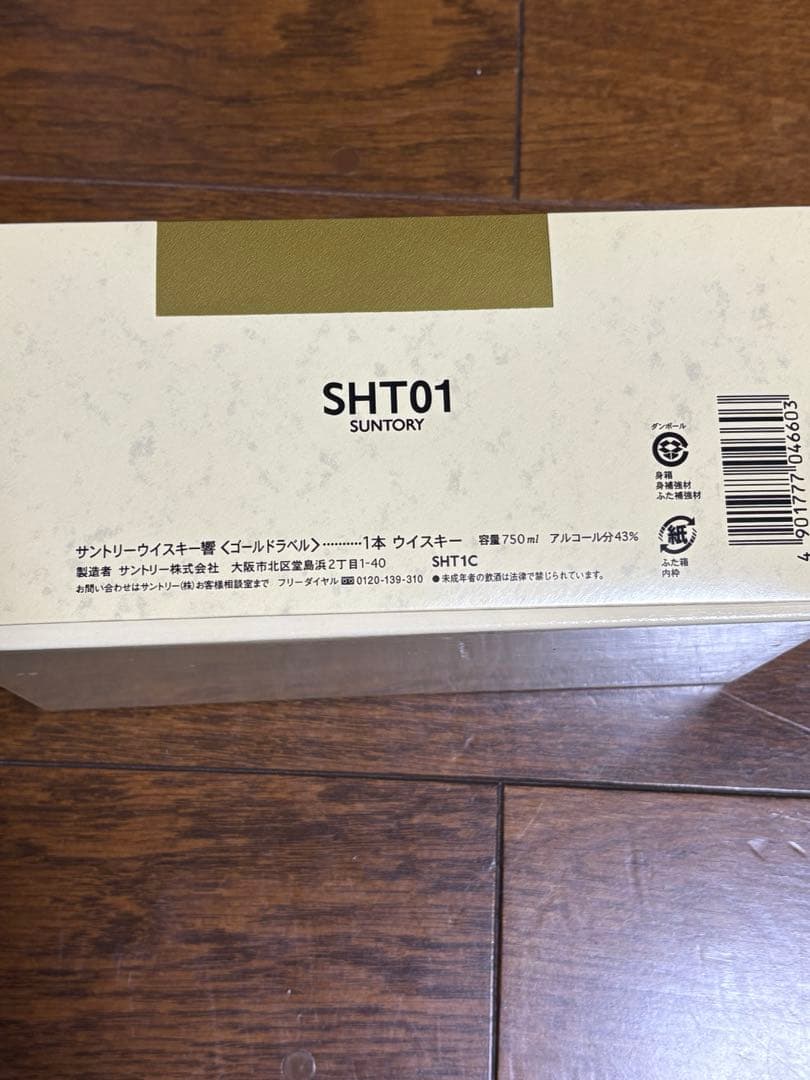 SHT01
SUNTORY
ダンボール
身箱
身補強材
ふた補強材
紙
ふた箱
内枠
4 901777 046603
サントリーウイスキー響〈ゴールドラベル〉‥‥‥‥‥1本 ウイスキー 容量750ml アルコール分43%
製造者 サントリー株式会社 大阪市北区堂島浜2丁目1-40 SHT1C
お問い合わせはサントリー(株)お客様相談室まで フリーダイヤル 0120-139-310 ●未成年者の飲酒は法律で禁じられています。